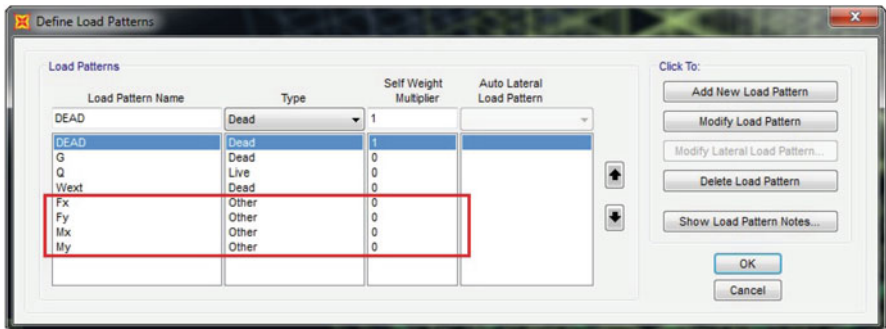 Define Load Patterns
Load Patterns
Load Pattern Name Type Self Weight Multiplier Auto Lateral Load Pattern
DEAD Dead 1
DEAD Dead 1
G Dead 0
Q Live 0
Wext Dead 0
Fx Other 0
Fy Other 0
Mx Other 0
My Other 0
Click To:
Add New Load Pattern
Modify Load Pattern
Modify Lateral Load Pattern...
Delete Load Pattern
Show Load Pattern Notes...
OK
Cancel